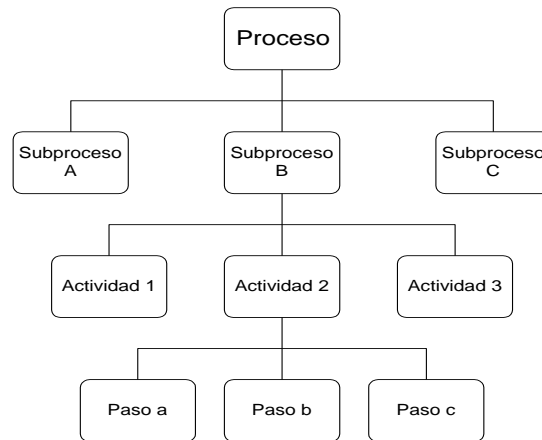 Proceso
Subproceso
A
Subproceso
B
Subproceso
C
Actividad 1
Actividad 2
Actividad 3
Paso a
Paso b
Paso c